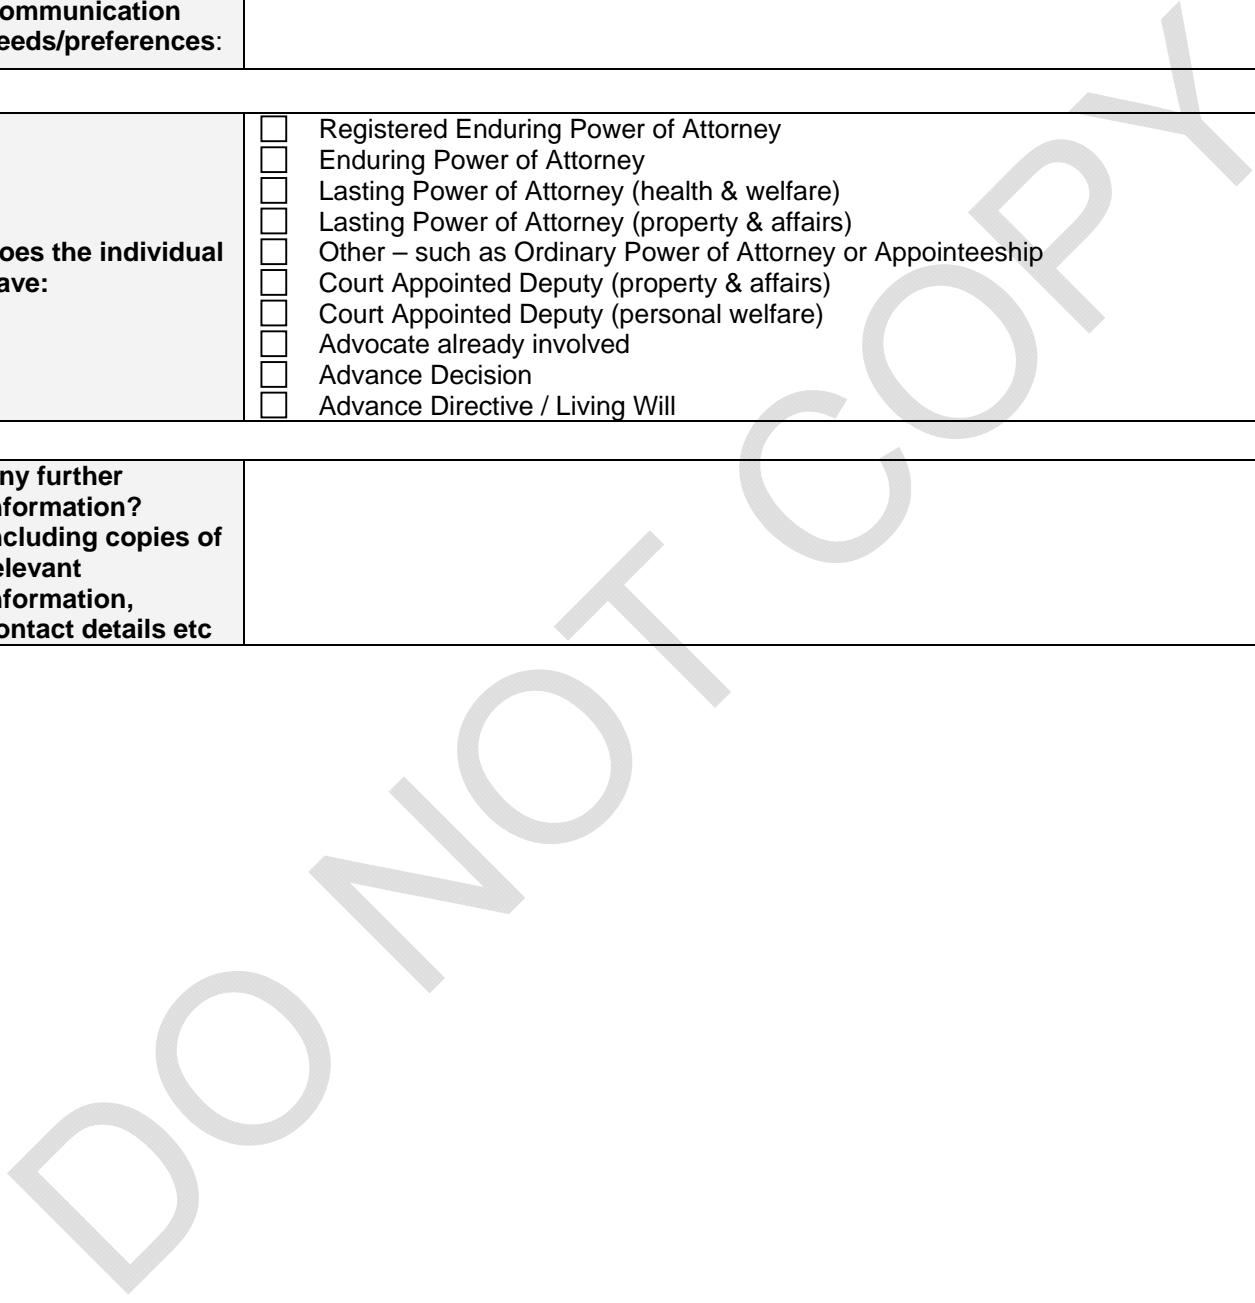 ommunication
eeds/preferences:
oes the individual
ave:
☐ Registered Enduring Power of Attorney
☐ Enduring Power of Attorney
☐ Lasting Power of Attorney (health & welfare)
☐ Lasting Power of Attorney (property & affairs)
☐ Other – such as Ordinary Power of Attorney or Appointeeship
☐ Court Appointed Deputy (property & affairs)
☐ Court Appointed Deputy (personal welfare)
☐ Advocate already involved
☐ Advance Decision
☐ Advance Directive / Living Will
ny further
nformation?
ncluding copies of
elevant
nformation,
ontact details etc
DO NOT COPY